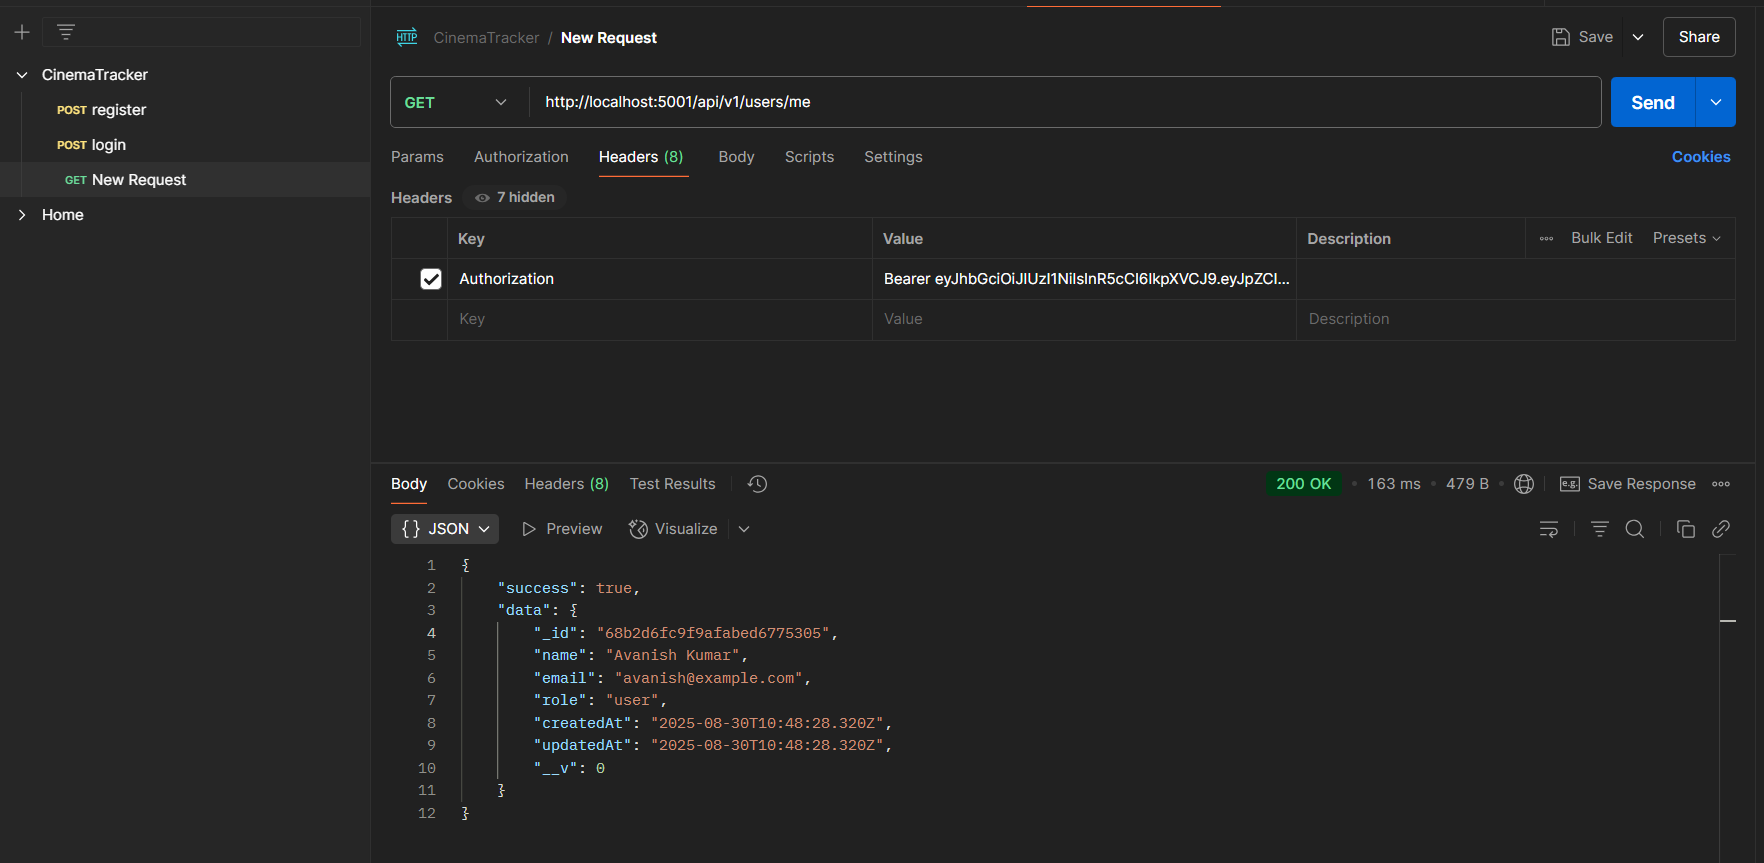 CinemaTracker
POST register
POST login
GET New Request
Home
HTTP CinemaTracker / New Request
Save
Share
GET http://localhost:5001/api/v1/users/me
Send
Params Authorization Headers (8) Body Scripts Settings
Cookies
Headers 7 hidden
Key Value Description Bulk Edit Presets
Authorization Bearer eyJhbGciOiJIUzI1NiIsInR5cCI6IkpXVCJ9.eyJpZCI...
Key Value Description
Body Cookies Headers (8) Test Results
200 OK • 163 ms • 479 B • e.g. Save Response
{} JSON Preview Visualize
1 {
2 "success": true,
3 "data": {
4 "_id": "68b2d6fc9f9afabed6775305",
5 "name": "Avanish Kumar",
6 "email": "avanish@example.com",
7 "role": "user",
8 "createdAt": "2025-08-30T10:48:28.320Z",
9 "updatedAt": "2025-08-30T10:48:28.320Z",
10 "__v": 0
11 }
12 }